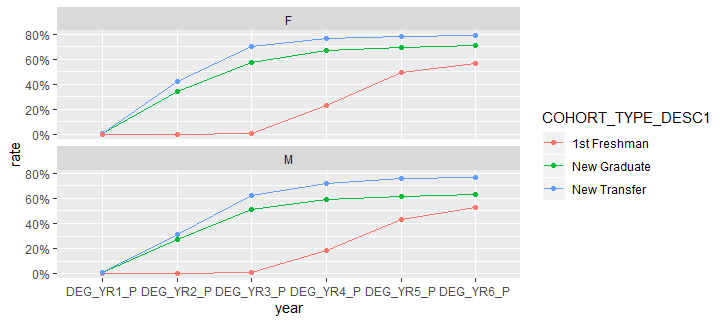 F
80%
60%
40%
20%
0%
M
80%
60%
40%
20%
0%
rate
DEG_YR1_P DEG_YR2_P DEG_YR3_P DEG_YR4_P DEG_YR5_P DEG_YR6_P
year
COHORT_TYPE_DESC1
1st Freshman
New Graduate
New Transfer